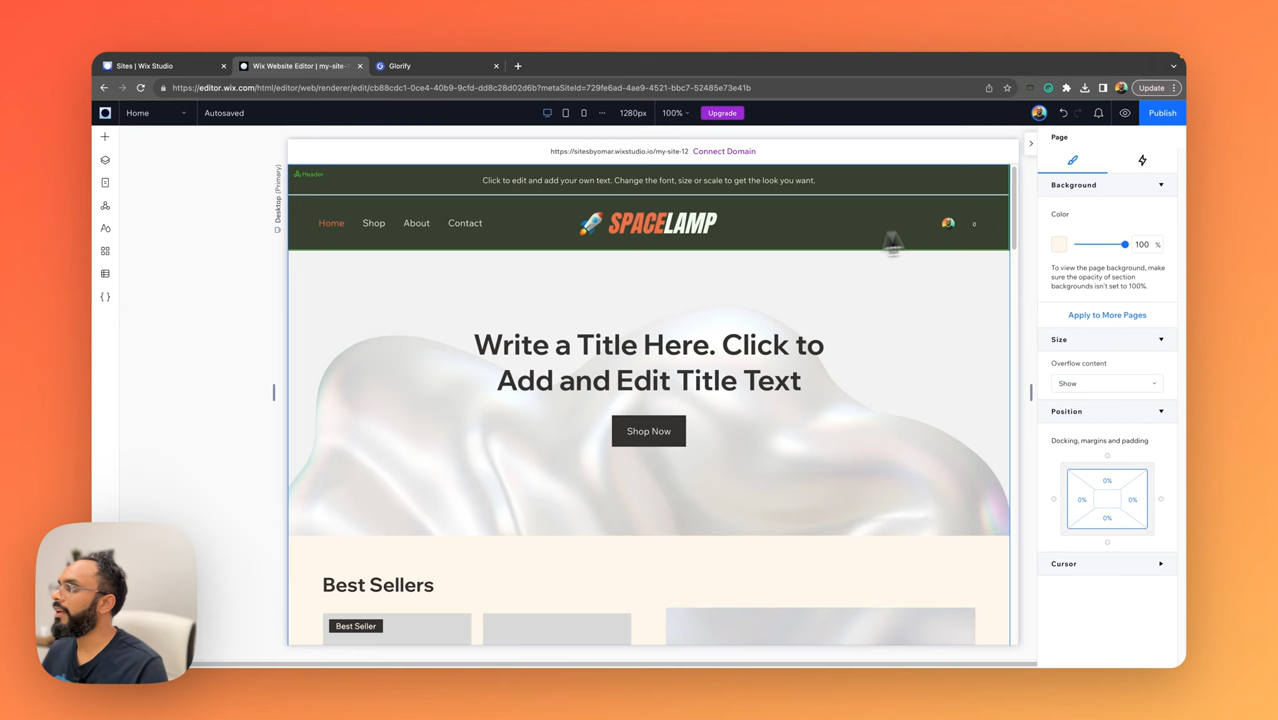 Sites | Wix Studio
Wix Website Editor | my-site-
Glorify
https://editor.wix.com/html/editor/web/renderer/edit/cb88cdc1-0ce4-40b9-9cfd-dd8c28d02d6b?metaSiteId=729fe6ad-4ae9-4521-bbc7-52485e73e41b
Update
Home
Autosaved
1280px
100%
Upgrade
Publish
https://sitesbyomar.wixstudio.io/my-site-12 Connect Domain
Desktop (Primary)
Header
Click to edit and add your own text. Change the font, size or scale to get the look you want.
Home
Shop
About
Contact
SPACELAMP
0
Write a Title Here. Click to
Add and Edit Title Text
Shop Now
Best Sellers
Best Seller
Page
Background
Color
100 %
To view the page background, make
sure the opacity of section
backgrounds isn't set to 100%.
Apply to More Pages
Size
Overflow content
Show
Position
Docking, margins and padding
0%
0%
0%
0%
Cursor